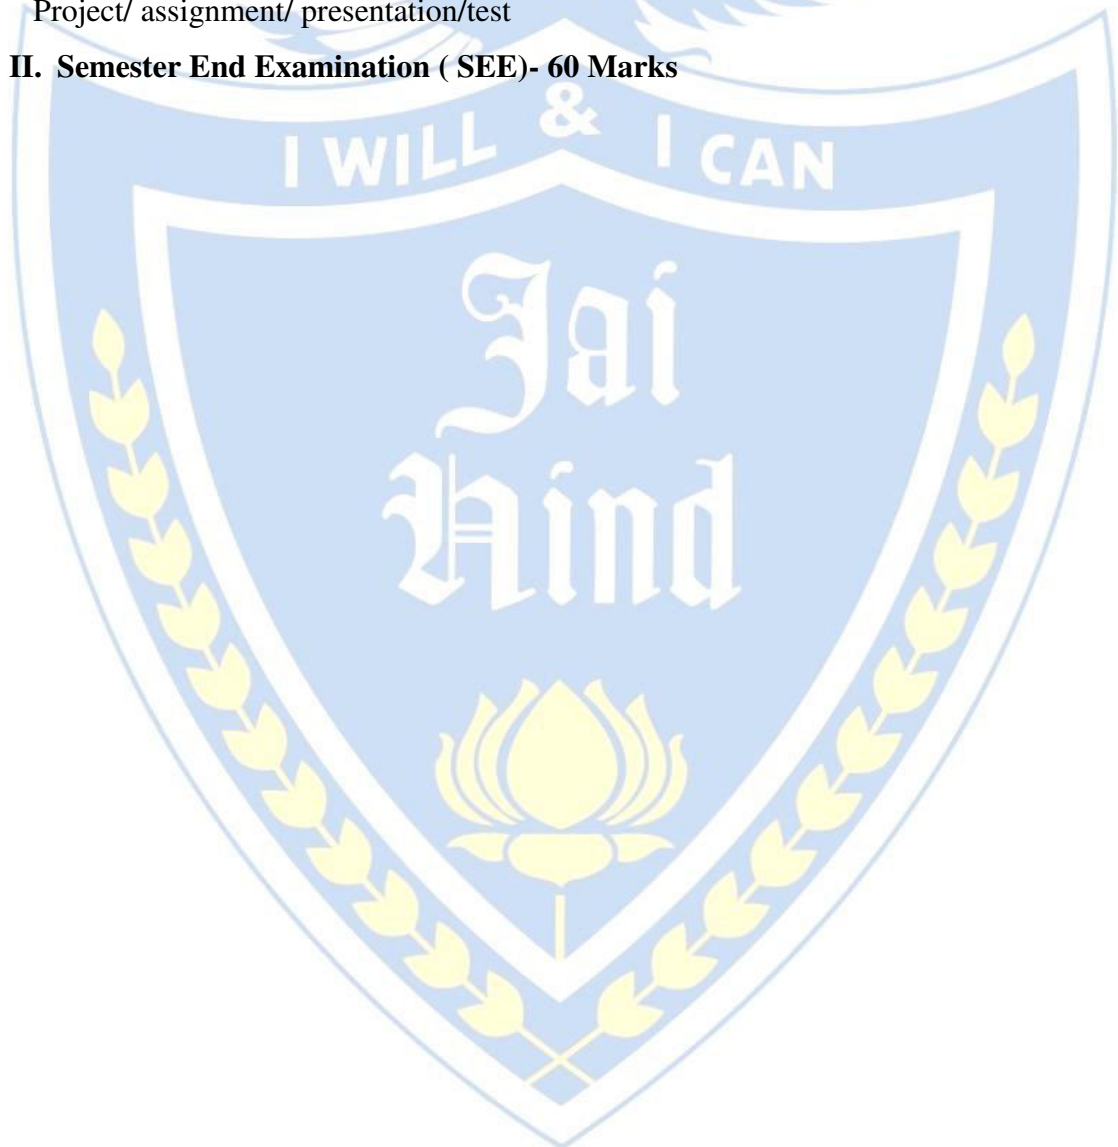 Project/ assignment/ presentation/test
II. Semester End Examination ( SEE)- 60 Marks
I WILL & I CAN
Jai
Hind